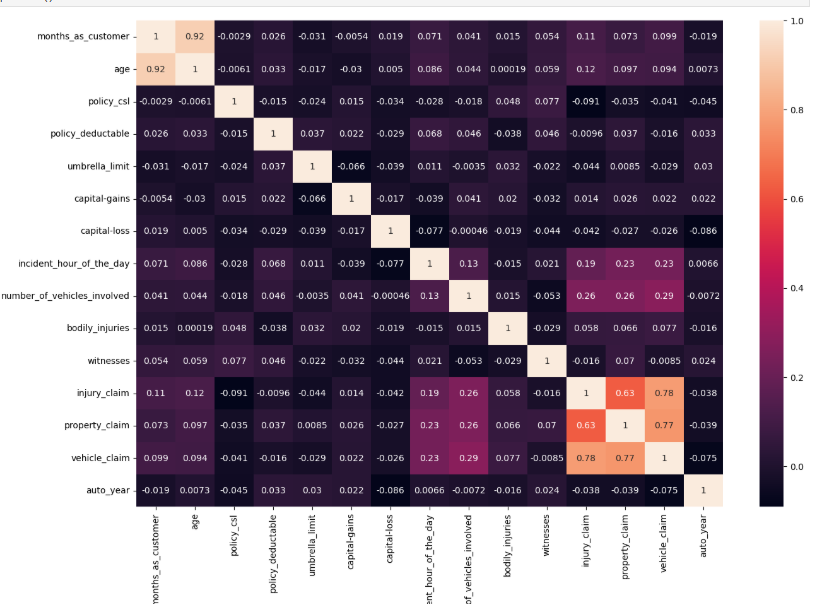 months_as_customer 1 0.92 -0.0029 0.026 -0.031 -0.0054 0.019 0.071 0.041 0.015 0.054 0.11 0.073 0.099 -0.019
age 0.92 1 -0.0061 0.033 -0.017 -0.03 0.005 0.086 0.044 0.00019 0.059 0.12 0.097 0.094 0.0073
policy_csl -0.0029 -0.0061 1 -0.015 -0.024 0.015 -0.034 -0.028 -0.018 0.048 0.077 -0.091 -0.035 -0.041 -0.045
policy_deductable 0.026 0.033 -0.015 1 0.037 0.022 -0.029 0.068 0.046 -0.038 0.046 -0.0096 0.037 -0.016 0.033
umbrella_limit -0.031 -0.017 -0.024 0.037 1 -0.066 -0.039 0.011 -0.0035 0.032 -0.022 -0.044 0.0085 -0.029 0.03
capital-gains -0.0054 -0.03 0.015 0.022 -0.066 1 -0.017 -0.039 0.041 0.02 -0.032 0.014 0.026 0.022 0.022
capital-loss 0.019 0.005 -0.034 -0.029 -0.039 -0.017 1 -0.077 -0.00046 -0.019 -0.044 -0.042 -0.027 -0.026 -0.086
incident_hour_of_the_day 0.071 0.086 -0.028 0.068 0.011 -0.039 -0.077 1 0.13 -0.015 0.021 0.19 0.23 0.23 0.0066
number_of_vehicles_involved 0.041 0.044 -0.018 0.046 -0.0035 0.041 -0.00046 0.13 1 0.015 -0.053 0.26 0.26 0.29 -0.0072
bodily_injuries 0.015 0.00019 0.048 -0.038 0.032 0.02 -0.019 -0.015 0.015 1 -0.029 0.058 0.066 0.077 -0.016
witnesses 0.054 0.059 0.077 0.046 -0.022 -0.032 -0.044 0.021 -0.053 -0.029 1 -0.016 0.07 -0.0085 0.024
injury_claim 0.11 0.12 -0.091 -0.0096 -0.044 0.014 -0.042 0.19 0.26 0.058 -0.016 1 0.63 0.78 -0.038
property_claim 0.073 0.097 -0.035 0.037 0.0085 0.026 -0.027 0.23 0.26 0.066 0.07 0.63 1 0.77 -0.039
vehicle_claim 0.099 0.094 -0.041 -0.016 -0.029 0.022 -0.026 0.23 0.29 0.077 -0.0085 0.78 0.77 1 -0.075
auto_year -0.019 0.0073 -0.045 0.033 0.03 0.022 -0.086 0.0066 -0.0072 -0.016 0.024 -0.038 -0.039 -0.075 1
onths_as_customer
age
policy_csl
policy_deductable
umbrella_limit
capital-gains
capital-loss
ent_hour_of_the_day
of_vehicles_involved
bodily_injuries
witnesses
injury_claim
property_claim
vehicle_claim
auto_year
1.0
0.8
0.6
0.4
0.2
0.0